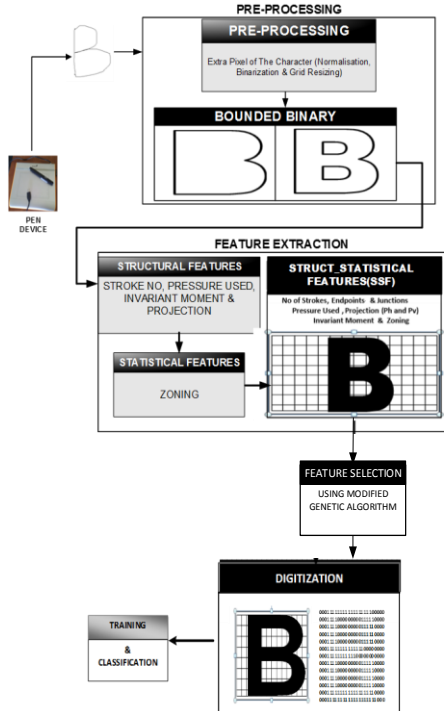 PRE-PROCESSING
PRE-PROCESSING
Extra Pixel of The Character (Normalisation,
Binarization & Grid Resizing)
BOUNDED BINARY
PEN
DEVICE
FEATURE EXTRACTION
STRUCTURAL FEATURES
STROKE NO, PRESSURE USED,
INVARIANT MOMENT &
PROJECTION
STATISTICAL FEATURES
ZONING
STRUCT_STATISTICAL
FEATURES(SSF)
No of Strokes, Endpoints & Junctions
Pressure Used , Projection (Ph and Pv)
Invariant Moment & Zoning
B
FEATURE SELECTION
USING MODIFIED
GENETIC ALGORITHM
DIGITIZATION
B
TRAINING
&
CLASSIFICATION